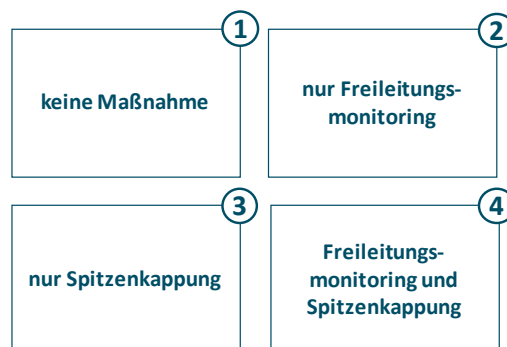 1
keine Maßnahme
2
nur Freileitungs-
monitoring
3
nur Spitzenkappung
4
Freileitungs-
monitoring und
Spitzenkappung